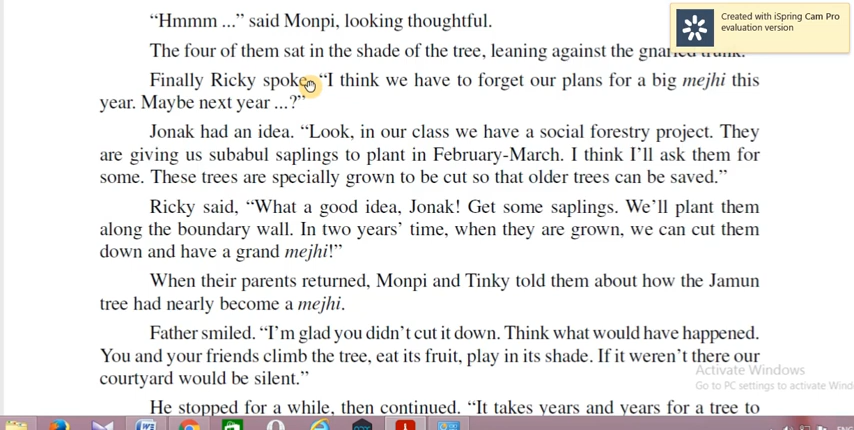 “Hmmm ...” said Monpi, looking thoughtful.
Created with iSpring Cam Pro
evaluation version
The four of them sat in the shade of the tree, leaning against the gnarled trunk.
Finally Ricky spoke, “I think we have to forget our plans for a big mejhi this
year. Maybe next year ...?”
Jonak had an idea. “Look, in our class we have a social forestry project. They
are giving us subabul saplings to plant in February-March. I think I’ll ask them for
some. These trees are specially grown to be cut so that older trees can be saved.”
Ricky said, “What a good idea, Jonak! Get some saplings. We’ll plant them
along the boundary wall. In two years’ time, when they are grown, we can cut them
down and have a grand mejhi!”
When their parents returned, Monpi and Tinky told them about how the Jamun
tree had nearly become a mejhi.
Father smiled. “I’m glad you didn’t cut it down. Think what would have happened.
You and your friends climb the tree, eat its fruit, play in its shade. If it weren’t there our
courtyard would be silent.”
Activate Windows
Go to PC settings to activate Wind
He stopped for a while, then continued. “It takes years and years for a tree to